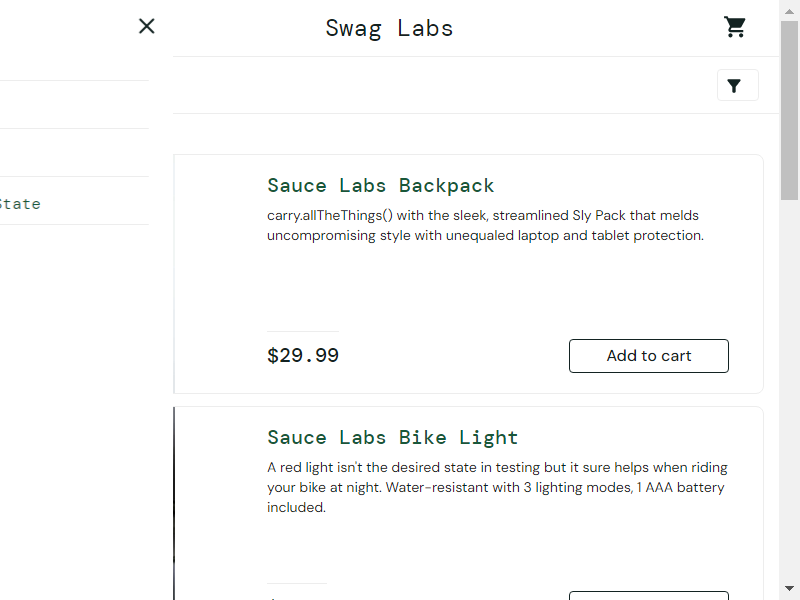 Swag Labs
State
Sauce Labs Backpack
carry.allTheThings() with the sleek, streamlined Sly Pack that melds
uncompromising style with unequaled laptop and tablet protection.
$29.99
Add to cart
Sauce Labs Bike Light
A red light isn't the desired state in testing but it sure helps when riding
your bike at night. Water-resistant with 3 lighting modes, 1 AAA battery
included.